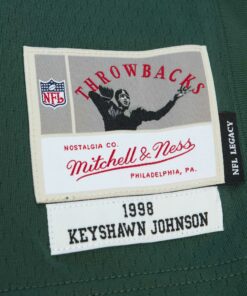 THROWBACKS
NFL
NOSTALGIA CO.
Mitchell & Ness
PHILADELPHIA, PA.
NFL LEGACY
1998
KEYSHAWN JOHNSON